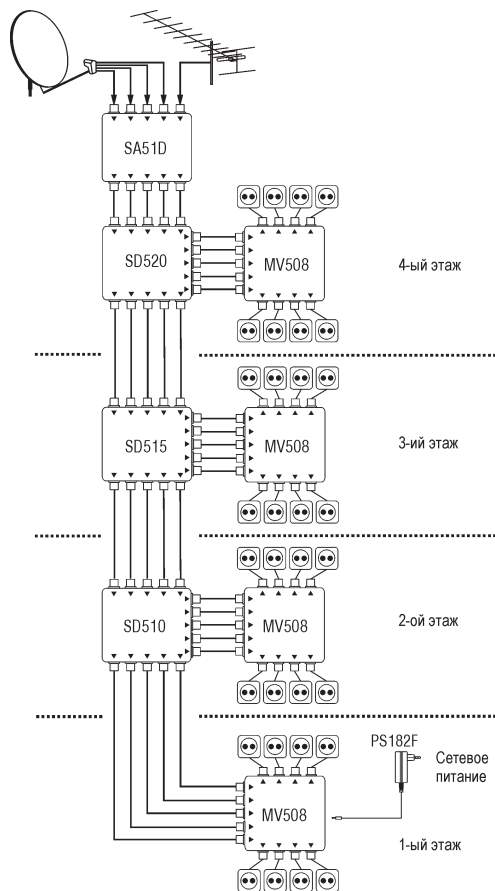 SA51D
SD520
MV508
4-ый этаж
SD515
MV508
3-ий этаж
SD510
MV508
2-ой этаж
PS182F
Сетевое
питание
MV508
1-ый этаж